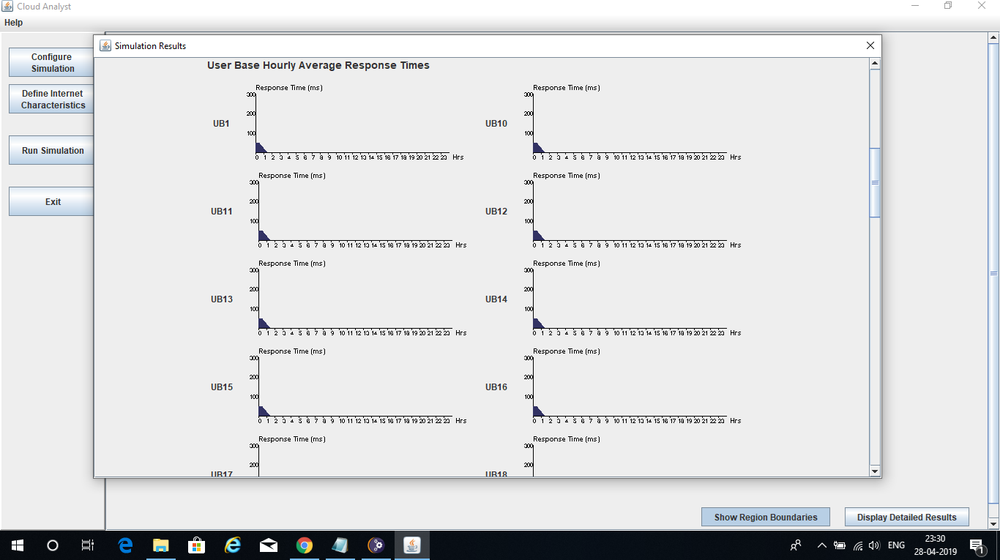 Cloud Analyst
Help
Configure
Simulation
Define Internet
Characteristics
Run Simulation
Exit
Simulation Results
User Base Hourly Average Response Times
UB1
Response Time (ms)
300
200
100
0 1 2 3 4 5 6 7 8 9 10 11 12 13 14 15 16 17 18 19 20 21 22 23 Hrs
UB10
Response Time (ms)
300
200
100
0 1 2 3 4 5 6 7 8 9 10 11 12 13 14 15 16 17 18 19 20 21 22 23 Hrs
UB11
Response Time (ms)
300
200
100
0 1 2 3 4 5 6 7 8 9 10 11 12 13 14 15 16 17 18 19 20 21 22 23 Hrs
UB12
Response Time (ms)
300
200
100
0 1 2 3 4 5 6 7 8 9 10 11 12 13 14 15 16 17 18 19 20 21 22 23 Hrs
UB13
Response Time (ms)
300
200
100
0 1 2 3 4 5 6 7 8 9 10 11 12 13 14 15 16 17 18 19 20 21 22 23 Hrs
UB14
Response Time (ms)
300
200
100
0 1 2 3 4 5 6 7 8 9 10 11 12 13 14 15 16 17 18 19 20 21 22 23 Hrs
UB15
Response Time (ms)
300
200
100
0 1 2 3 4 5 6 7 8 9 10 11 12 13 14 15 16 17 18 19 20 21 22 23 Hrs
UB16
Response Time (ms)
300
200
100
0 1 2 3 4 5 6 7 8 9 10 11 12 13 14 15 16 17 18 19 20 21 22 23 Hrs
UB17
Response Time (ms)
300
200
UB18
Response Time (ms)
300
200
Show Region Boundaries
Display Detailed Results
ENG
23:30
28-04-2019
1